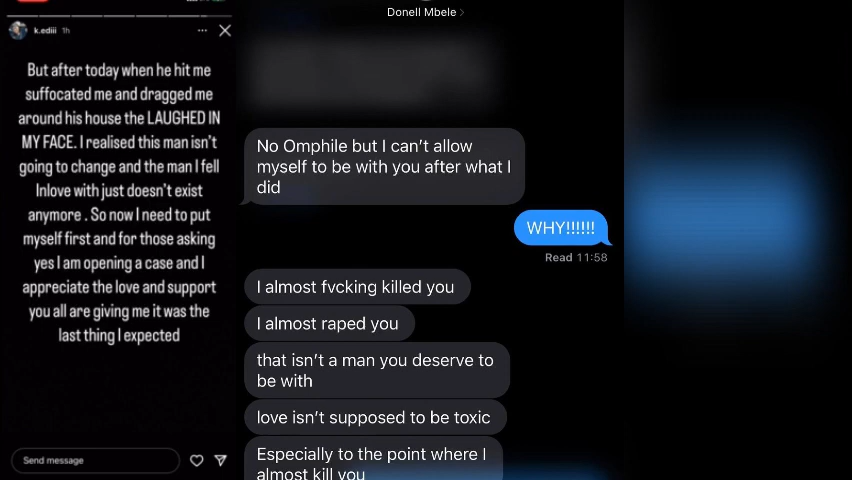 k.ediii 1h
But after today when he hit me
suffocated me and dragged me
around his house the LAUGHED IN
MY FACE. I realised this man isn't
going to change and the man I fell
Inlove with just doesn't exist
anymore . So now I need to put
myself first and for those asking
yes I am opening a case and I
appreciate the love and support
you all are giving me it was the
last thing I expected
Send message
Donell Mbele >
No Omphile but I can't allow
myself to be with you after what I
did
WHY!!!!!!
Read 11:58
I almost fvcking killed you
I almost raped you
that isn't a man you deserve to
be with
love isn't supposed to be toxic
Especially to the point where I
almost kill you